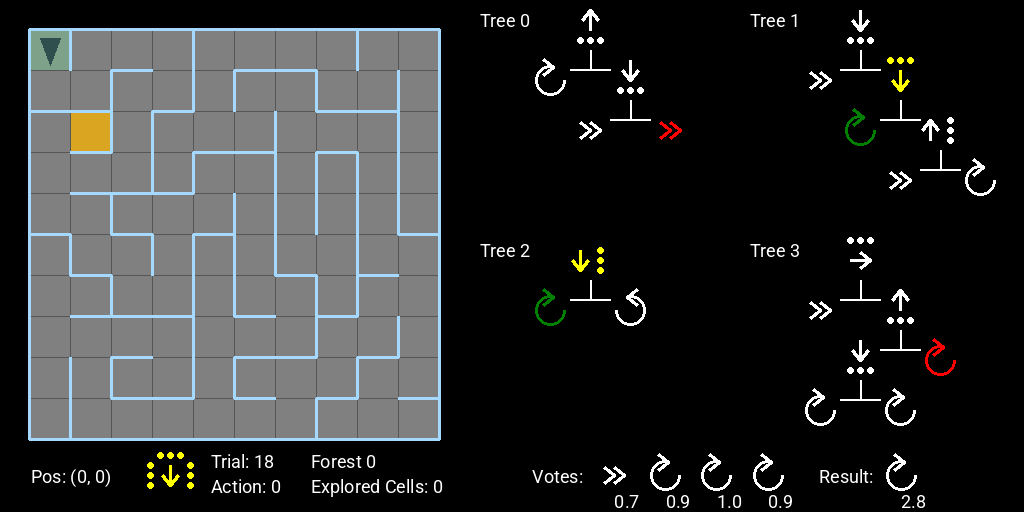 Tree 0
Tree 1
Tree 2
Tree 3
Pos: (0, 0)
Trial: 18
Forest 0
Action: 0
Explored Cells: 0
Votes:
0.7
0.9
1.0
0.9
Result:
2.8